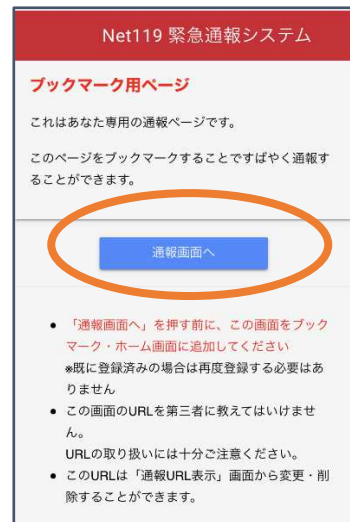 Net119 緊急通報システム
ブックマーク用ページ
これはあなた専用の通報ページです。
このページをブックマークすることですばやく通報す
ることができます。
通報画面へ
● 「通報画面へ」を押す前に、この画面をブック
マーク・ホーム画面に追加してください
※既に登録済みの場合は再度登録する必要はあ
りません
● この画面のURLを第三者に教えてはいけませ
ん。
URLの取り扱いには十分ご注意ください。
● このURLは「通報URL表示」画面から変更・削
除することができます。